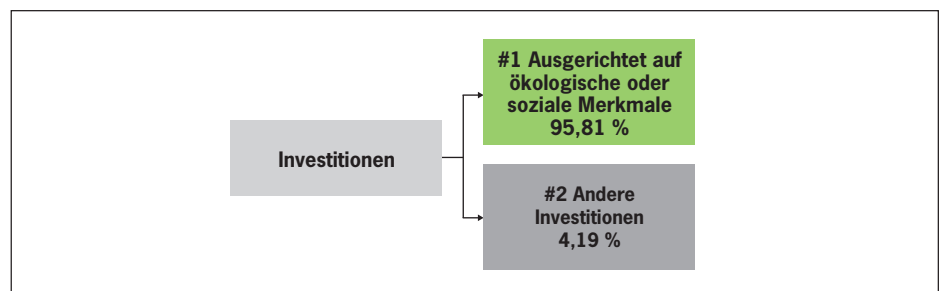 #1 Ausgerichtet auf
ökologische oder
soziale Merkmale
95,81 %
Investitionen
#2 Andere
Investitionen
4,19 %